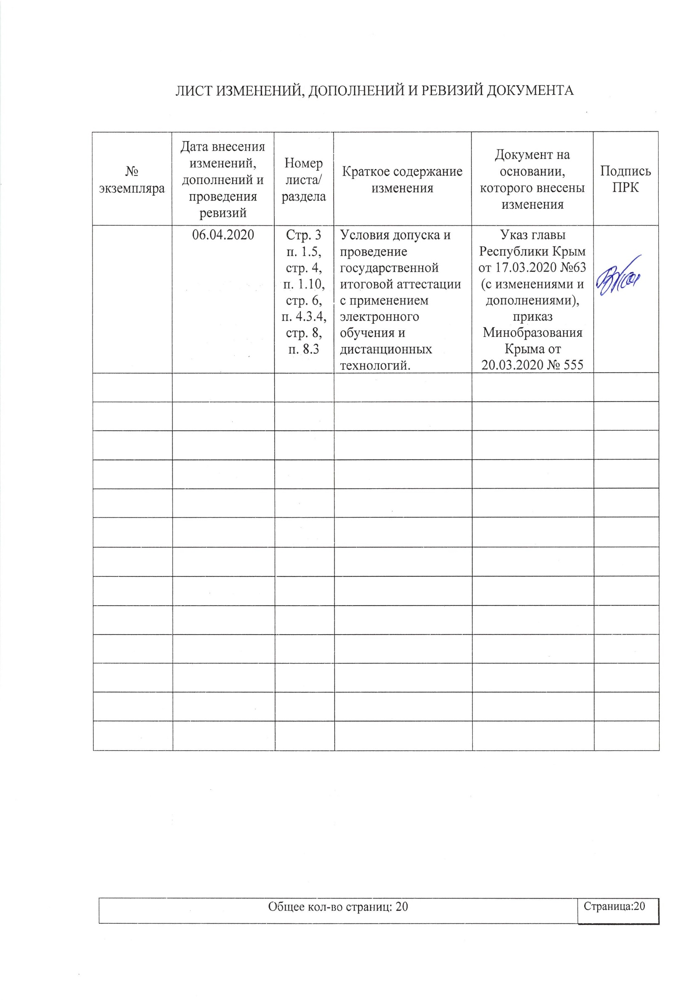 ЛИСТ ИЗМЕНЕНИЙ, ДОПОЛНЕНИЙ И РЕВИЗИЙ ДОКУМЕНТА
№
экземпляра
Дата внесения
изменений,
дополнений и
проведения
ревизий
Номер
листа/
раздела
Краткое содержание
изменения
Документ на
основании,
которого внесены
изменения
Подпись
ПРК
06.04.2020
Стр. 3
п. 1.5,
стр. 4,
п. 1.10,
стр. 6,
п. 4.3.4,
стр. 8,
п. 8.3
Условия допуска и
проведение
государственной
итоговой аттестации
с применением
электронного
обучения и
дистанционных
технологий.
Указ главы
Республики Крым
от 17.03.2020 №63
(с изменениями и
дополнениями),
приказ
Минобразования
Крыма от
20.03.2020 № 555
Общее кол-во страниц: 20
Страница:20